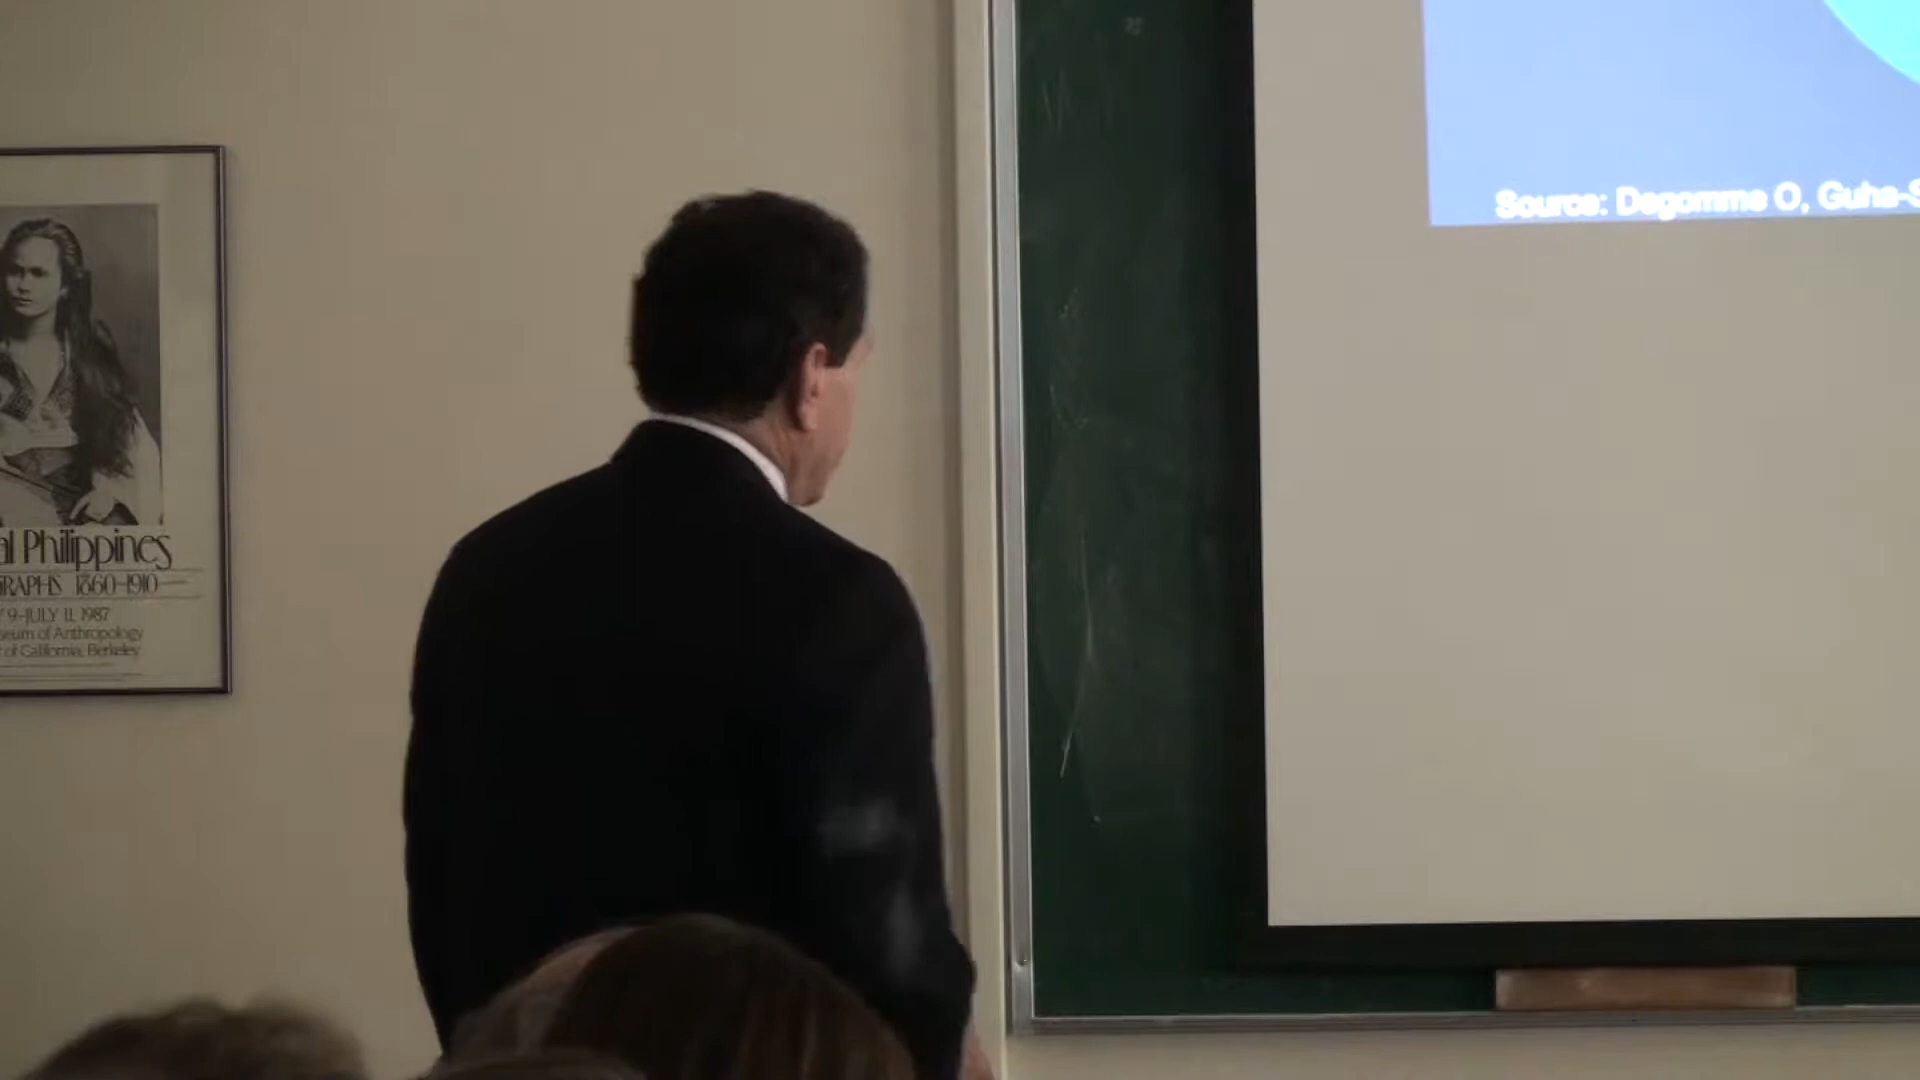 al Philippines
GRAPHS 1860-1910
9-JULY 11, 1987
seum of Anthropology
of California, Berkeley
Source: Degomme O, Guha-S